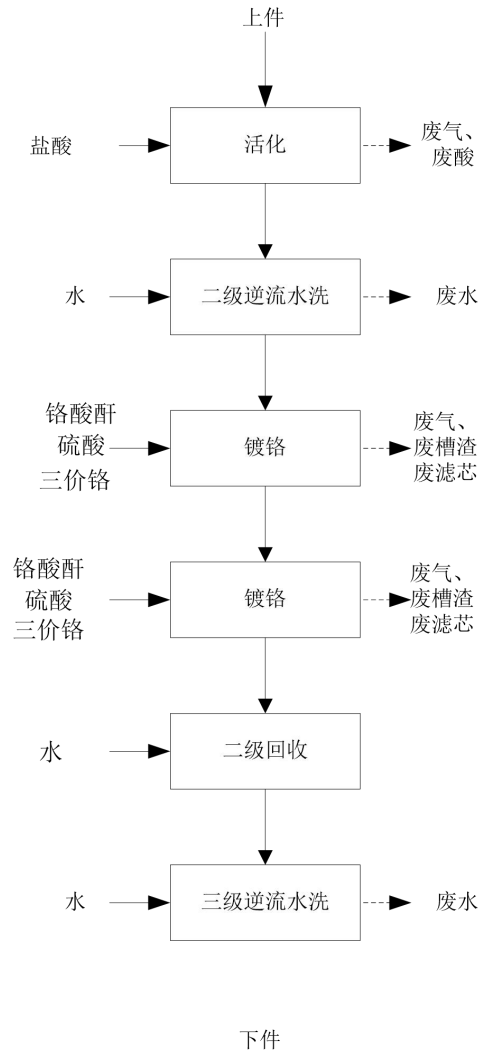 上件
盐酸
活化
废气、
废酸
水
二级逆流水洗
废水
铬酸酐
硫酸
三价铬
镀铬
废气、
废槽渣
废滤芯
铬酸酐
硫酸
三价铬
镀铬
废气、
废槽渣
废滤芯
水
二级回收
水
三级逆流水洗
废水
下件